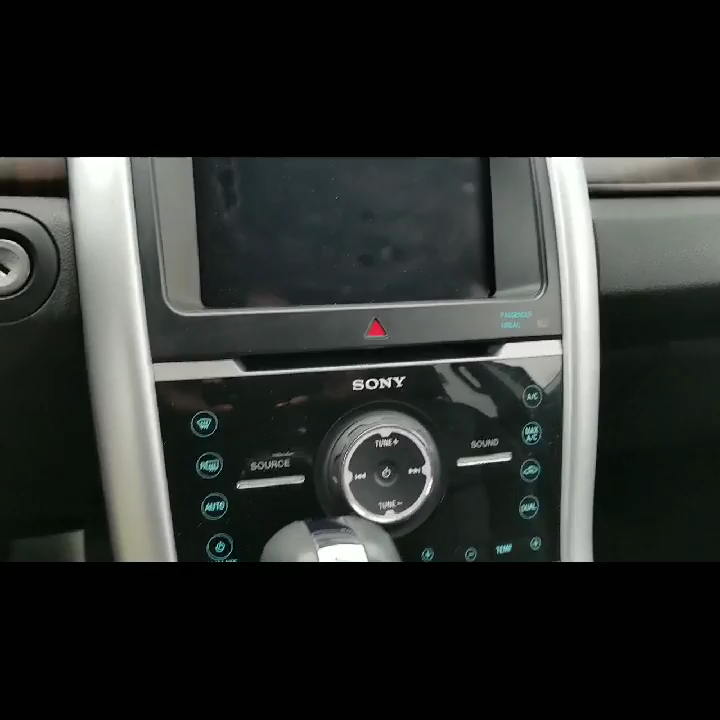 PASSENGER
AIRBAG
SONY
A/C
TUNE+
MAX
A/C
SOUND
SOURCE
AUTO
TUNE-
DUAL
TEMP